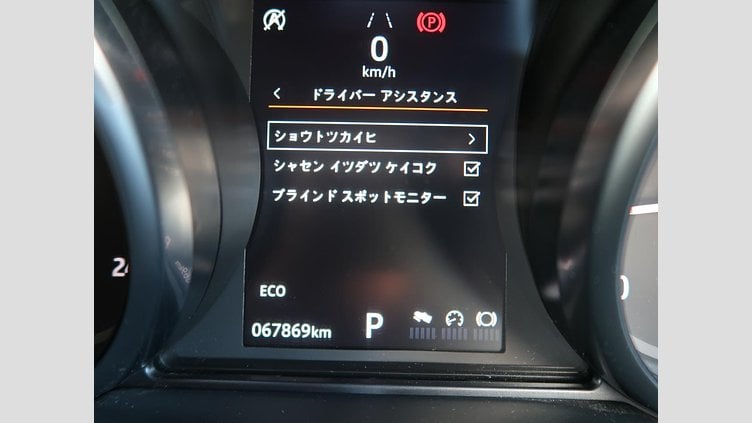 P
0
km/h
ドライバー アシスタンス
ショウトツカイヒ
シャセン イツダツ ケイコク
ブラインド スポットモニター
24
0
ECO
067869km
P